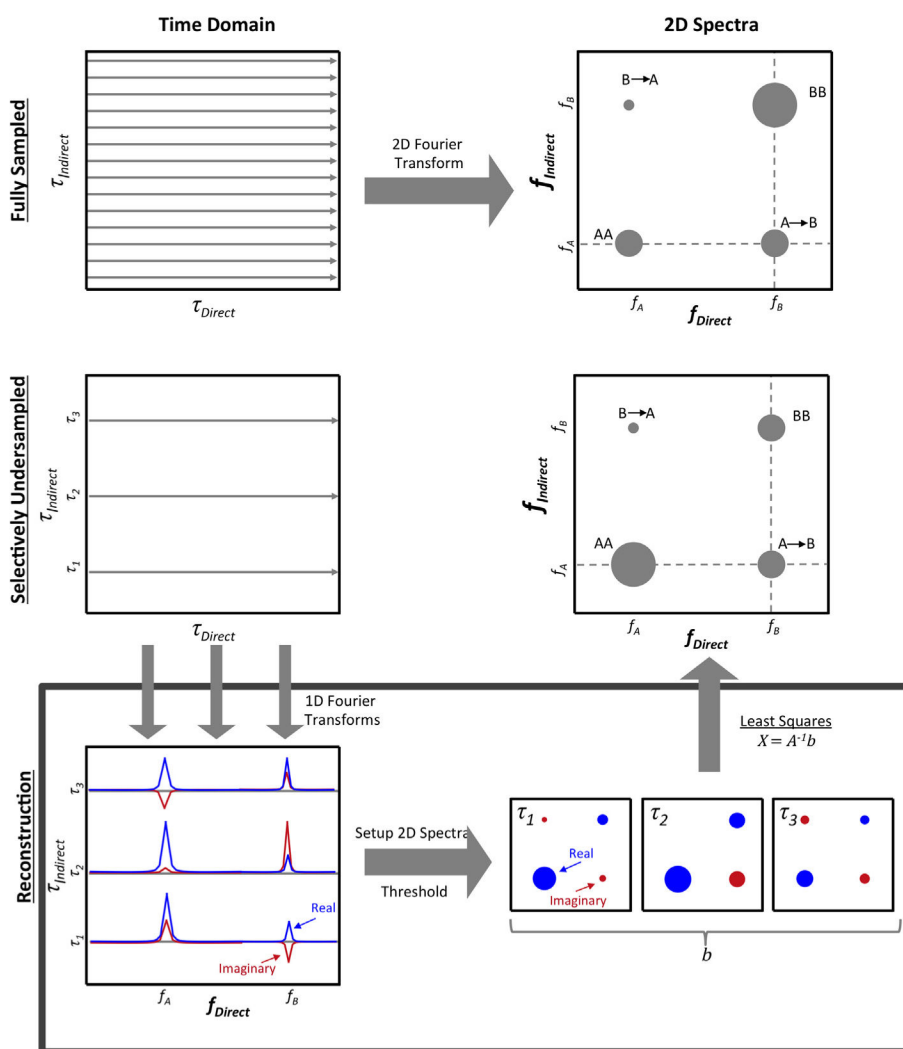 Time Domain
2D Spectra
Fully Sampled
τIndirect
τDirect
2D Fourier
Transform
fIndirect
fB
fA
B→A
BB
AA
A→B
fA
fB
fDirect
Selectively Undersampled
τIndirect
τ3
τ2
τ1
τDirect
fIndirect
fB
fA
B→A
BB
AA
A→B
fA
fB
fDirect
1D Fourier
Transforms
Least Squares
X = A-1b
Reconstruction
τIndirect
τ3
τ2
τ1
Real
Imaginary
fA
fB
fDirect
Setup 2D Spectra
Threshold
τ1
τ2
τ3
Real
Imaginary
b